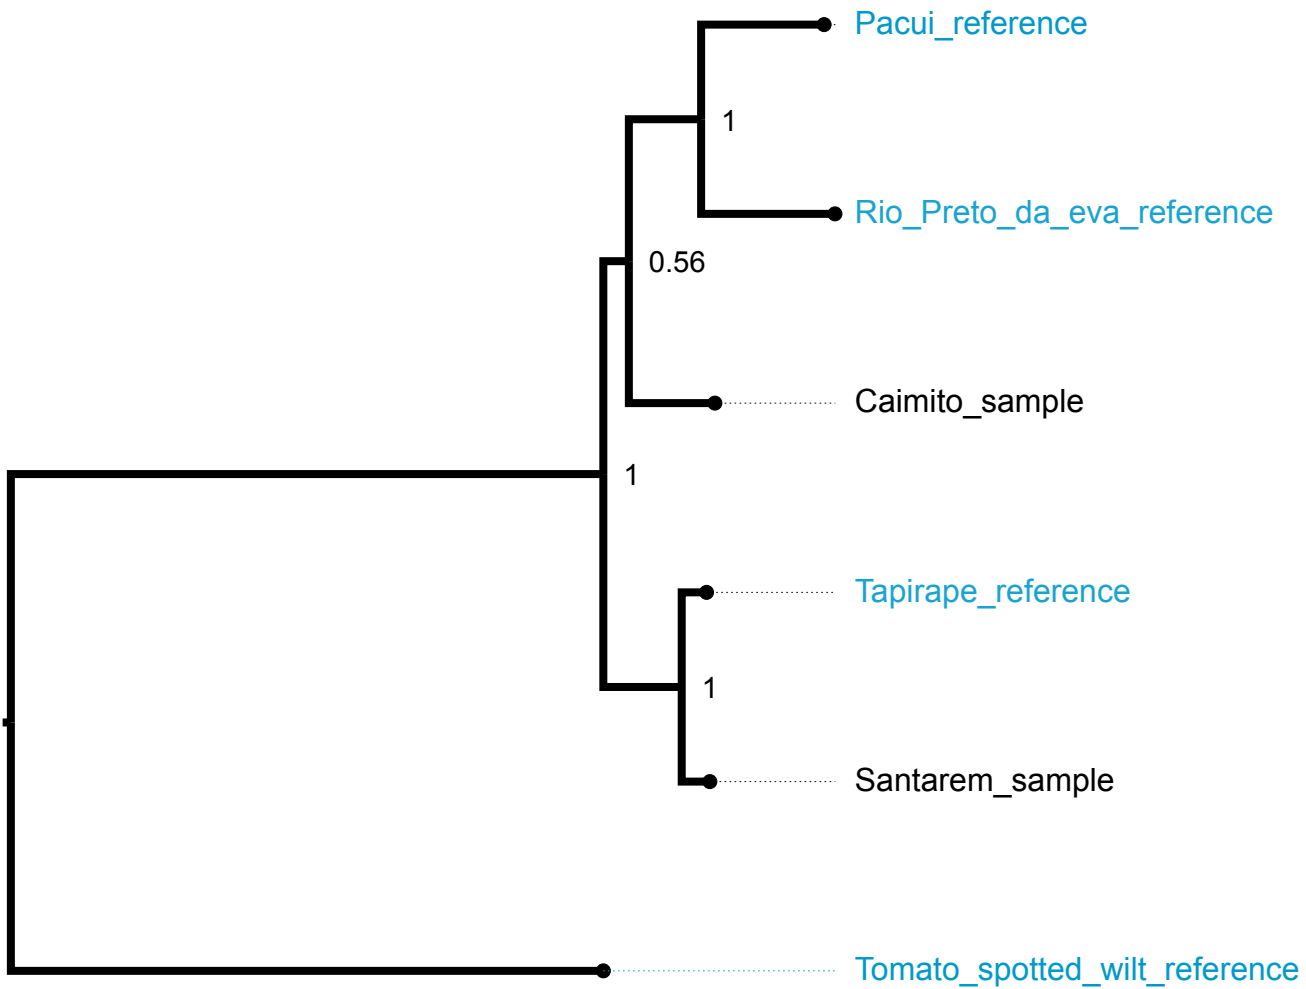 Pacui_reference
1
Rio_Preto_da_eva_reference
0.56
Caimito_sample
1
Tapirape_reference
1
Santarem_sample
Tomato_spotted_wilt_reference